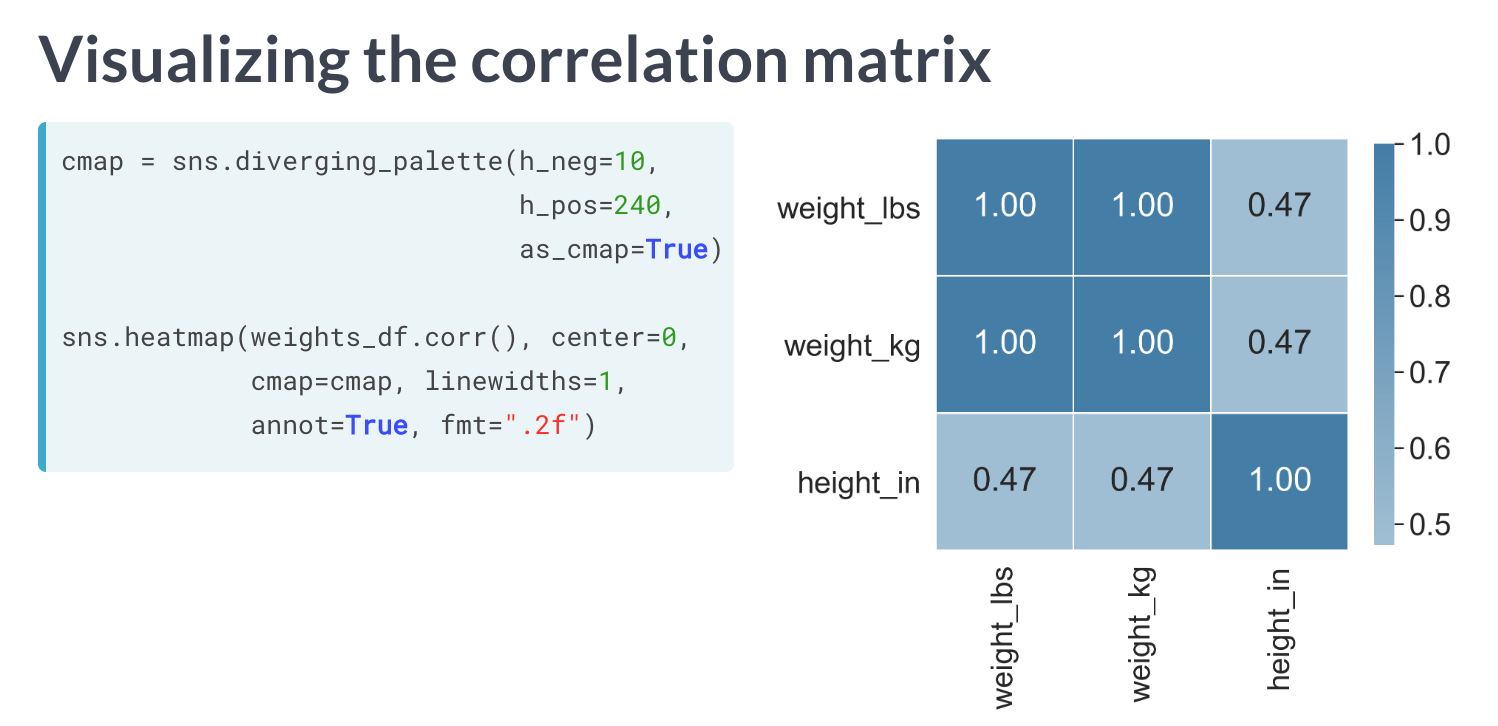 Visualizing the correlation matrix
cmap = sns.diverging_palette(h_neg=10,
                             h_pos=240,
                             as_cmap=True)
sns.heatmap(weights_df.corr(), center=0,
            cmap=cmap, linewidths=1,
            annot=True, fmt=".2f")
weight_lbs 1.00 1.00 0.47
weight_kg 1.00 1.00 0.47
height_in 0.47 0.47 1.00
weight_lbs weight_kg height_in
1.0
0.9
0.8
0.7
0.6
0.5